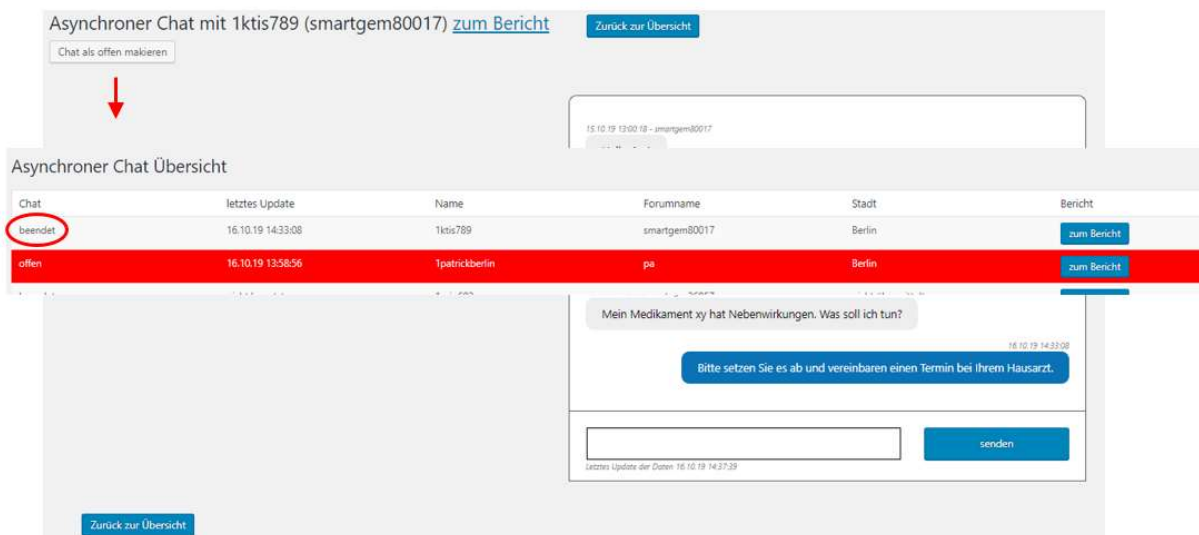 Asynchroner Chat mit 1ktis789 (smartgem80017) zum Bericht
Zurück zur Übersicht
Chat als offen makieren
15.10.19 13:00:18 - smartgem80017
Asynchroner Chat Übersicht
Chat letztes Update Name Forumname Stadt Bericht
beendet 16.10.19 14:33:08 1ktis789 smartgem80017 Berlin zum Bericht
offen 16.10.19 13:58:56 1patrickberlin pa Berlin zum Bericht
Mein Medikament xy hat Nebenwirkungen. Was soll ich tun?
16.10.19 14:33:08
Bitte setzen Sie es ab und vereinbaren einen Termin bei Ihrem Hausarzt.
senden
Letztes Update der Daten 16.10.19 14:37:39
Zurück zur Übersicht